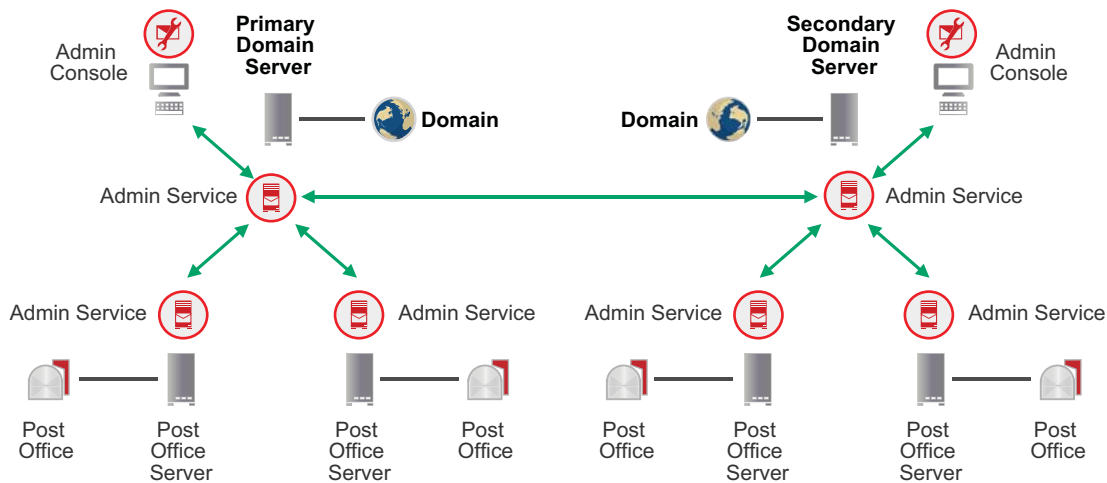 Admin
Console
Primary
Domain
Server
Domain
Secondary
Domain
Server
Domain
Admin
Console
Admin Service
Admin Service
Admin Service
Admin Service
Admin Service
Admin Service
Post
Office
Post
Office
Server
Post
Office
Server
Post
Office
Post
Office
Post
Office
Server
Post
Office
Server
Post
Office